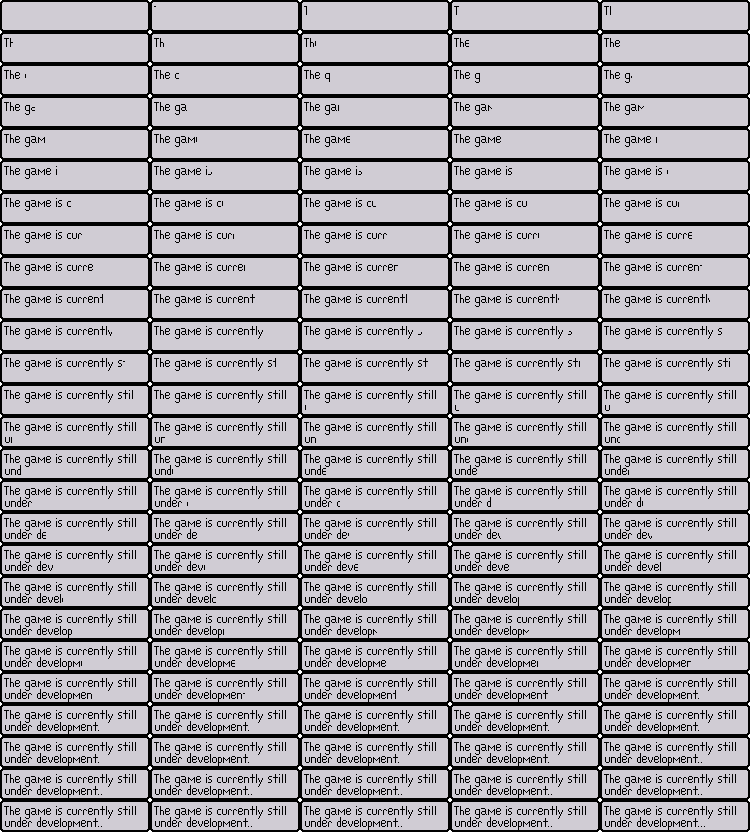 T T
T Th Th Th The
The The c The q The g The g
The g The ga The ga The ga The ga
The gam The gam The game The game The game
The game i The game i The game is The game is The game is
The game is c The game is c The game is cu The game is cu The game is cu
The game is cur The game is cur The game is curr The game is curr The game is curre
The game is curre The game is curre The game is currer The game is curren The game is curren
The game is current The game is current The game is currentl The game is currentl The game is currentl
The game is currently The game is currently The game is currently The game is currently s The game is currently s
The game is currently s The game is currently st The game is currently st The game is currently sti The game is currently sti
The game is currently stil The game is currently still The game is currently still The game is currently still The game is currently still
u
The game is currently still The game is currently still The game is currently still The game is currently still The game is currently still
u ur un un unc
The game is currently still The game is currently still The game is currently still The game is currently still The game is currently still
und und unde unde unde
The game is currently still The game is currently still The game is currently still The game is currently still The game is currently still
under under under c under d under d
The game is currently still The game is currently still The game is currently still The game is currently still The game is currently still
under de under de under de under dev under dev
The game is currently still The game is currently still The game is currently still The game is currently still The game is currently still
under dev under dev under deve under deve under devel
The game is currently still The game is currently still The game is currently still The game is currently still The game is currently still
under devel under develc under develo under develo under develop
The game is currently still The game is currently still The game is currently still The game is currently still The game is currently still
under develop under develop under develop under develop under developm
The game is currently still The game is currently still The game is currently still The game is currently still The game is currently still
under developm under developme under developme under developme under developmer
The game is currently still The game is currently still The game is currently still The game is currently still The game is currently still
under developmen under developmen under development under development under development.
The game is currently still The game is currently still The game is currently still The game is currently still The game is currently still
under development. under development. under development. under development. under development.
The game is currently still The game is currently still The game is currently still The game is currently still The game is currently still
under development. under development. under development. under development.. under development..
The game is currently still The game is currently still The game is currently still The game is currently still The game is currently still
under development.. under development.. under development.. under development.. under development..
The game is currently still The game is currently still The game is currently still The game is currently still The game is currently still
under development.. under development.. under development.. under development.. under development..